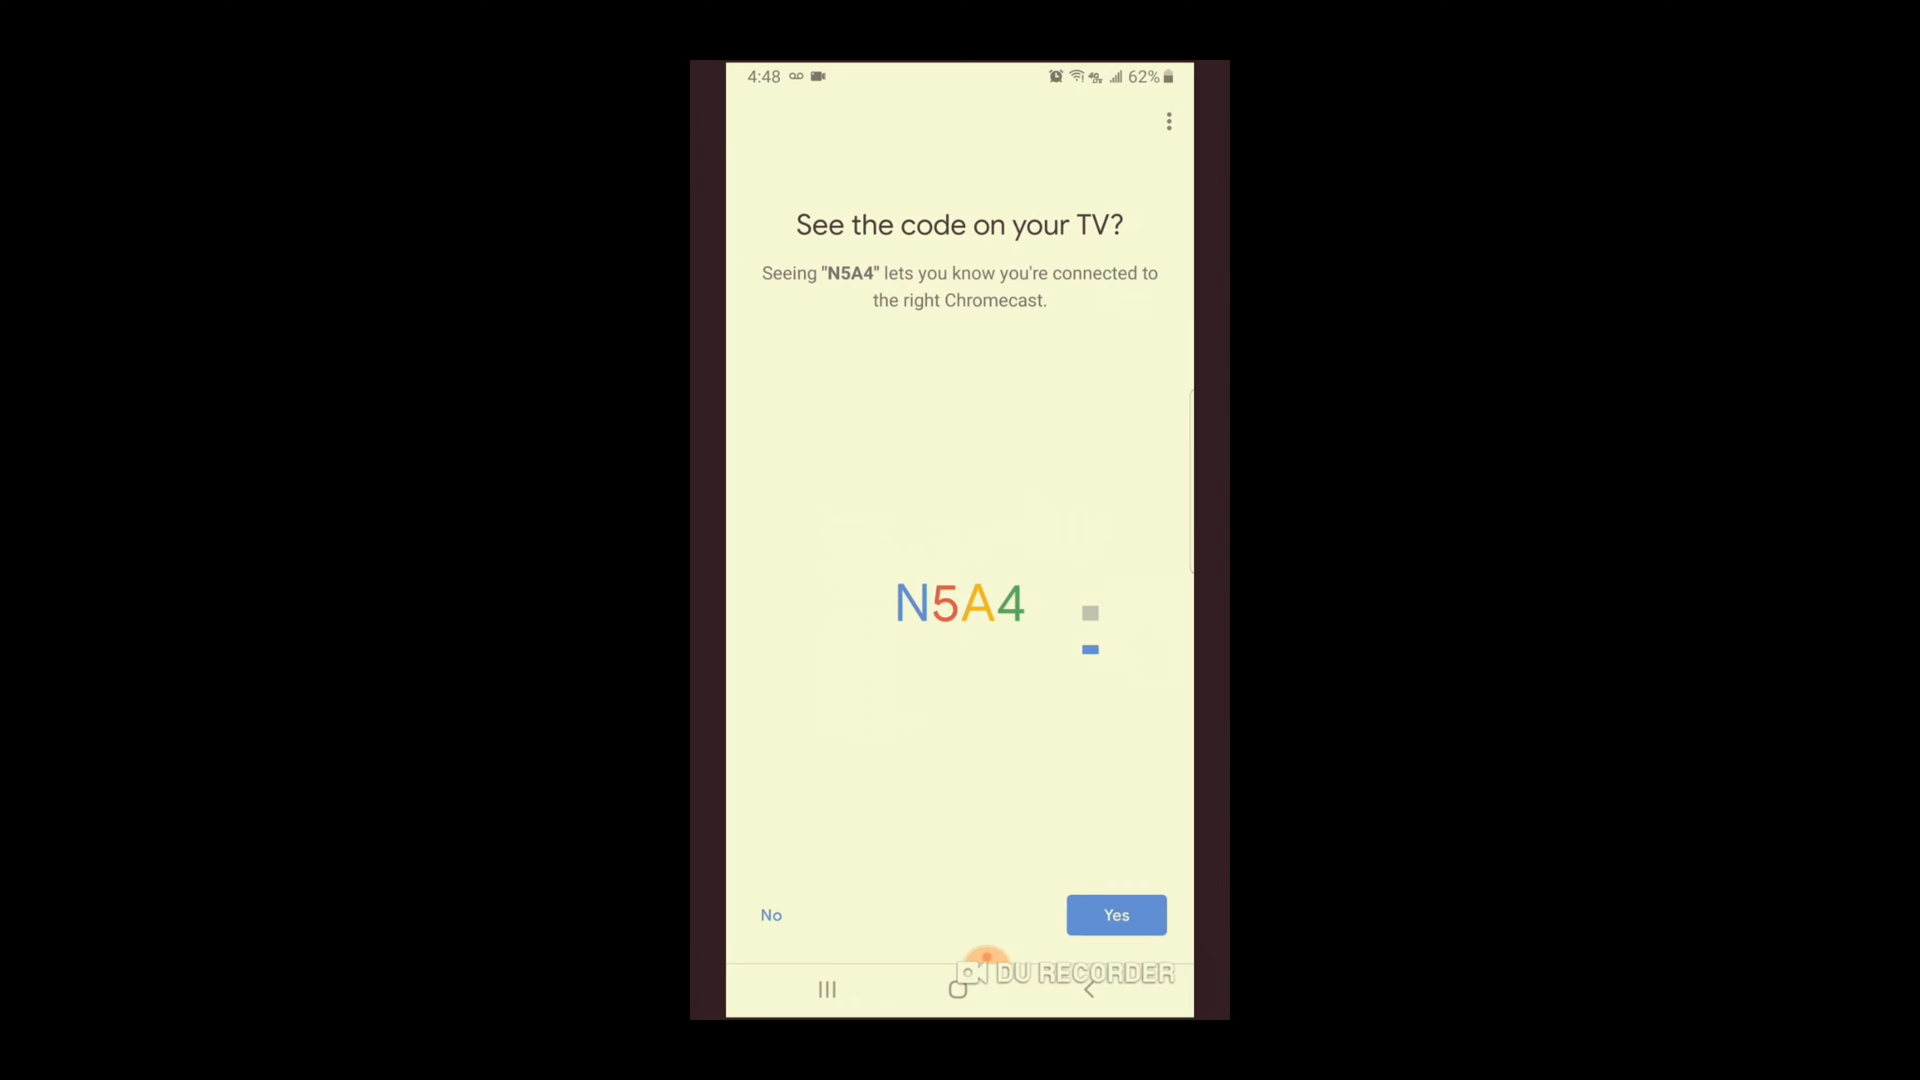 4:48 62%
See the code on your TV?
Seeing "N5A4" lets you know you're connected to
the right Chromecast.
N5A4
No Yes
DU RECORDER